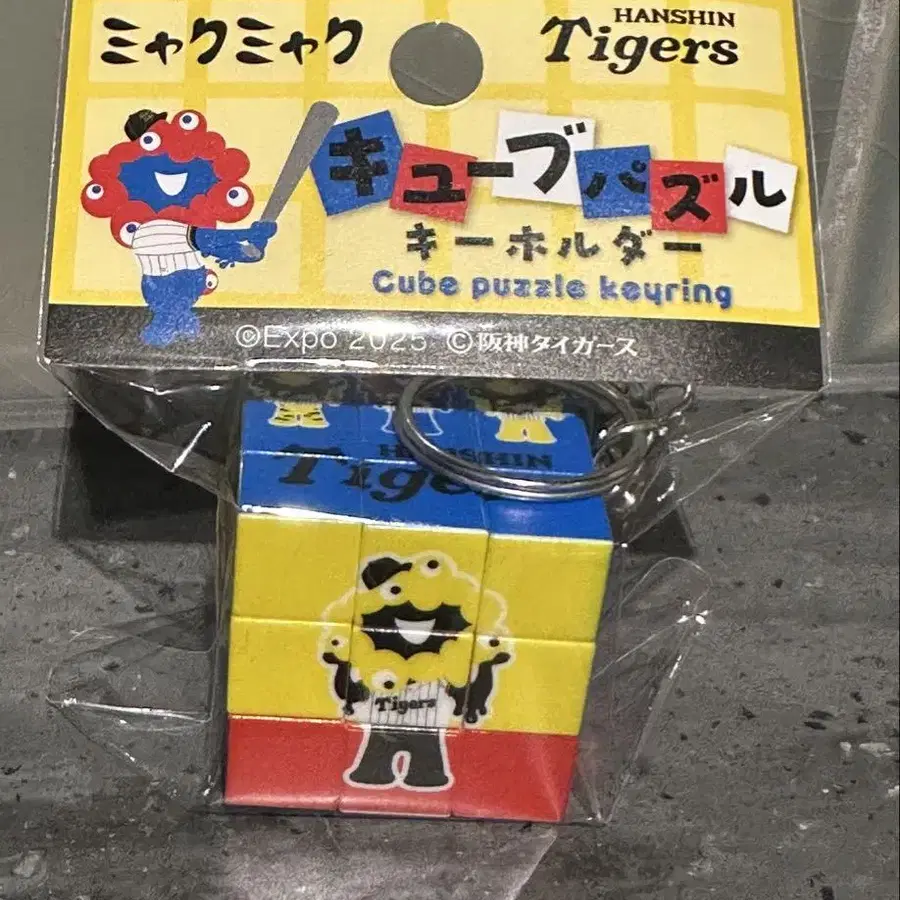 ミャクミャク
HANSHIN
Tigers
キューブパズル
キーホルダー
Cube puzzle keyring
©Expo 2025 ©阪神タイガース
HANSHIN
Tigers
Tigers